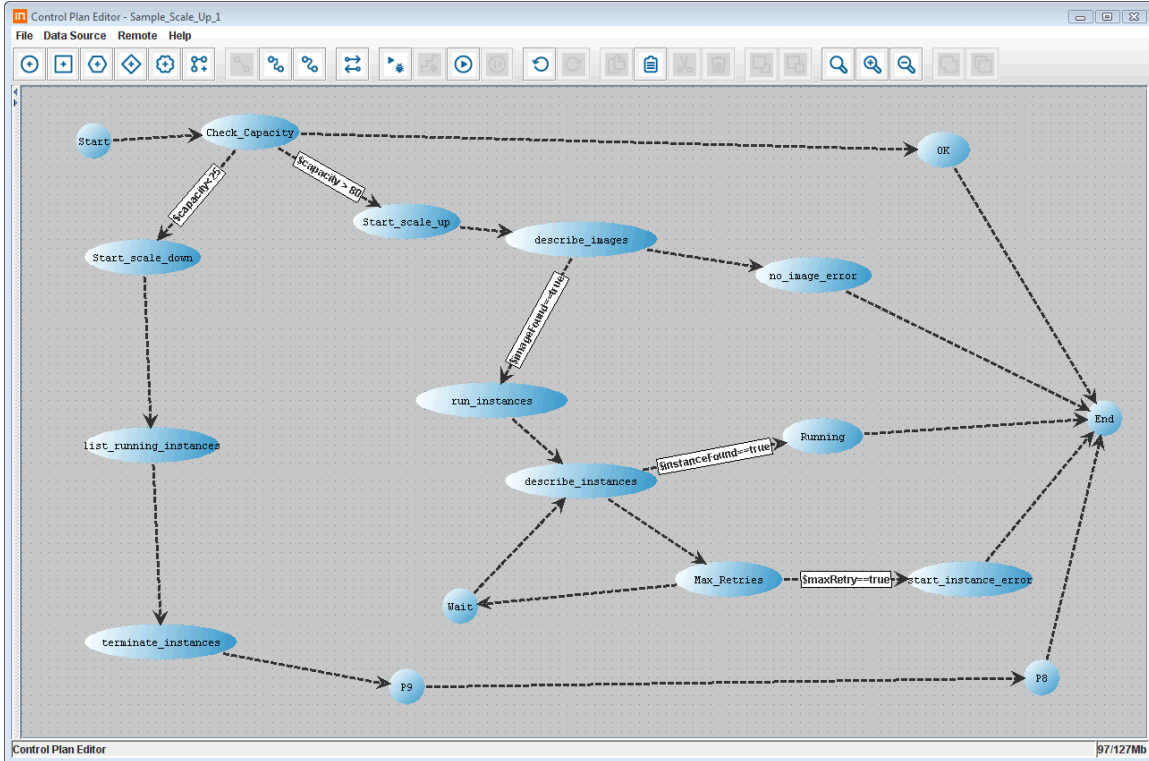 in Control Plan Editor - Sample_Scale_Up_1
File Data Source Remote Help
Start
Check_Capacity
OK
$capacity<25
$capacity > 80
Start_scale_up
describe_images
Start_scale_down
no_image_error
$imageFound==true
run_instances
End
Running
list_running_instances
$instanceFound==true
describe_instances
Max_Retries
$maxRetry==true
start_instance_error
Wait
terminate_instances
P9
P8
Control Plan Editor 97/127Mb